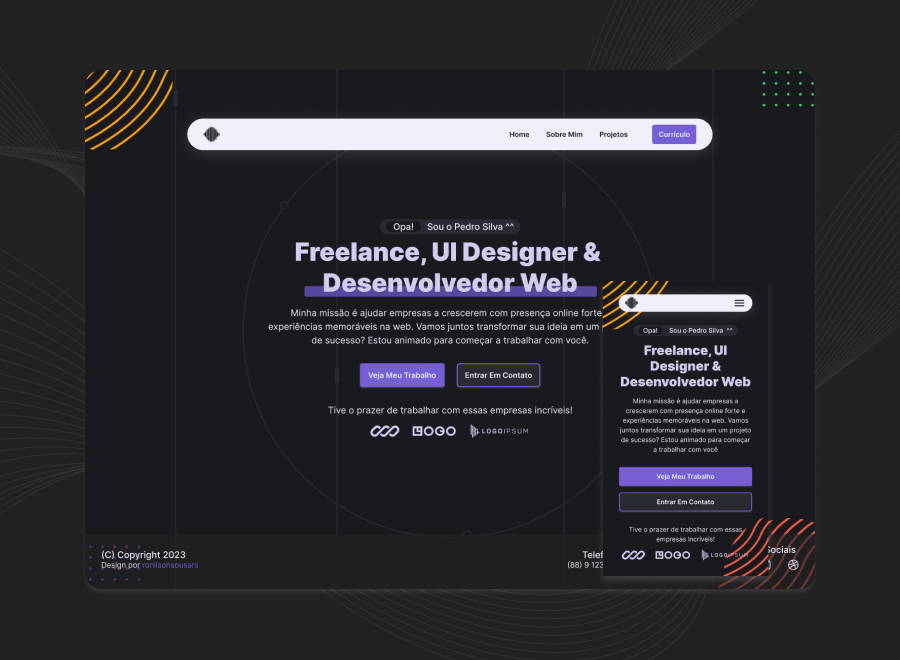 Home Sobre Mim Projetos Currículo
Opa! Sou o Pedro Silva ^^
Freelance, UI Designer &
Desenvolvedor Web
Minha missão é ajudar empresas a crescerem com presença online forte
experiências memoráveis na web. Vamos juntos transformar sua ideia em um
de sucesso? Estou animado para começar a trabalhar com você.
Veja Meu Trabalho Entrar Em Contato
Tive o prazer de trabalhar com essas empresas incríveis!
LOGO LOGOIPSUM
(C) Copyright 2023
Design por ronilsonsousars
Telef
(88) 9 123
Sociais
Opa! Sou o Pedro Silva ^^
Freelance, UI
Designer &
Desenvolvedor Web
Minha missão é ajudar empresas a
crescerem com presença online forte e
experiências memoráveis na web. Vamos
juntos transformar sua ideia em um projeto
de sucesso? Estou animado para começar
a trabalhar com você
Veja Meu Trabalho
Entrar Em Contato
Tive o prazer de trabalhar com essas
empresas incríveis!
LOGO LOGOIPSUM